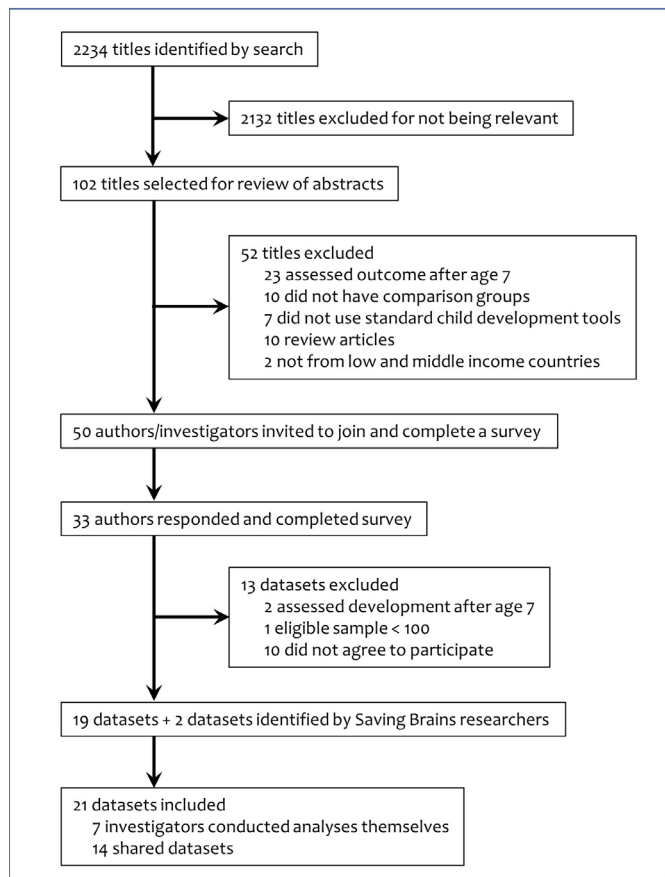 2234 titles identified by search
2132 titles excluded for not being relevant
102 titles selected for review of abstracts
52 titles excluded
23 assessed outcome after age 7
10 did not have comparison groups
7 did not use standard child development tools
10 review articles
2 not from low and middle income countries
50 authors/investigators invited to join and complete a survey
33 authors responded and completed survey
13 datasets excluded
2 assessed development after age 7
1 eligible sample < 100
10 did not agree to participate
19 datasets + 2 datasets identified by Saving Brains researchers
21 datasets included
7 investigators conducted analyses themselves
14 shared datasets